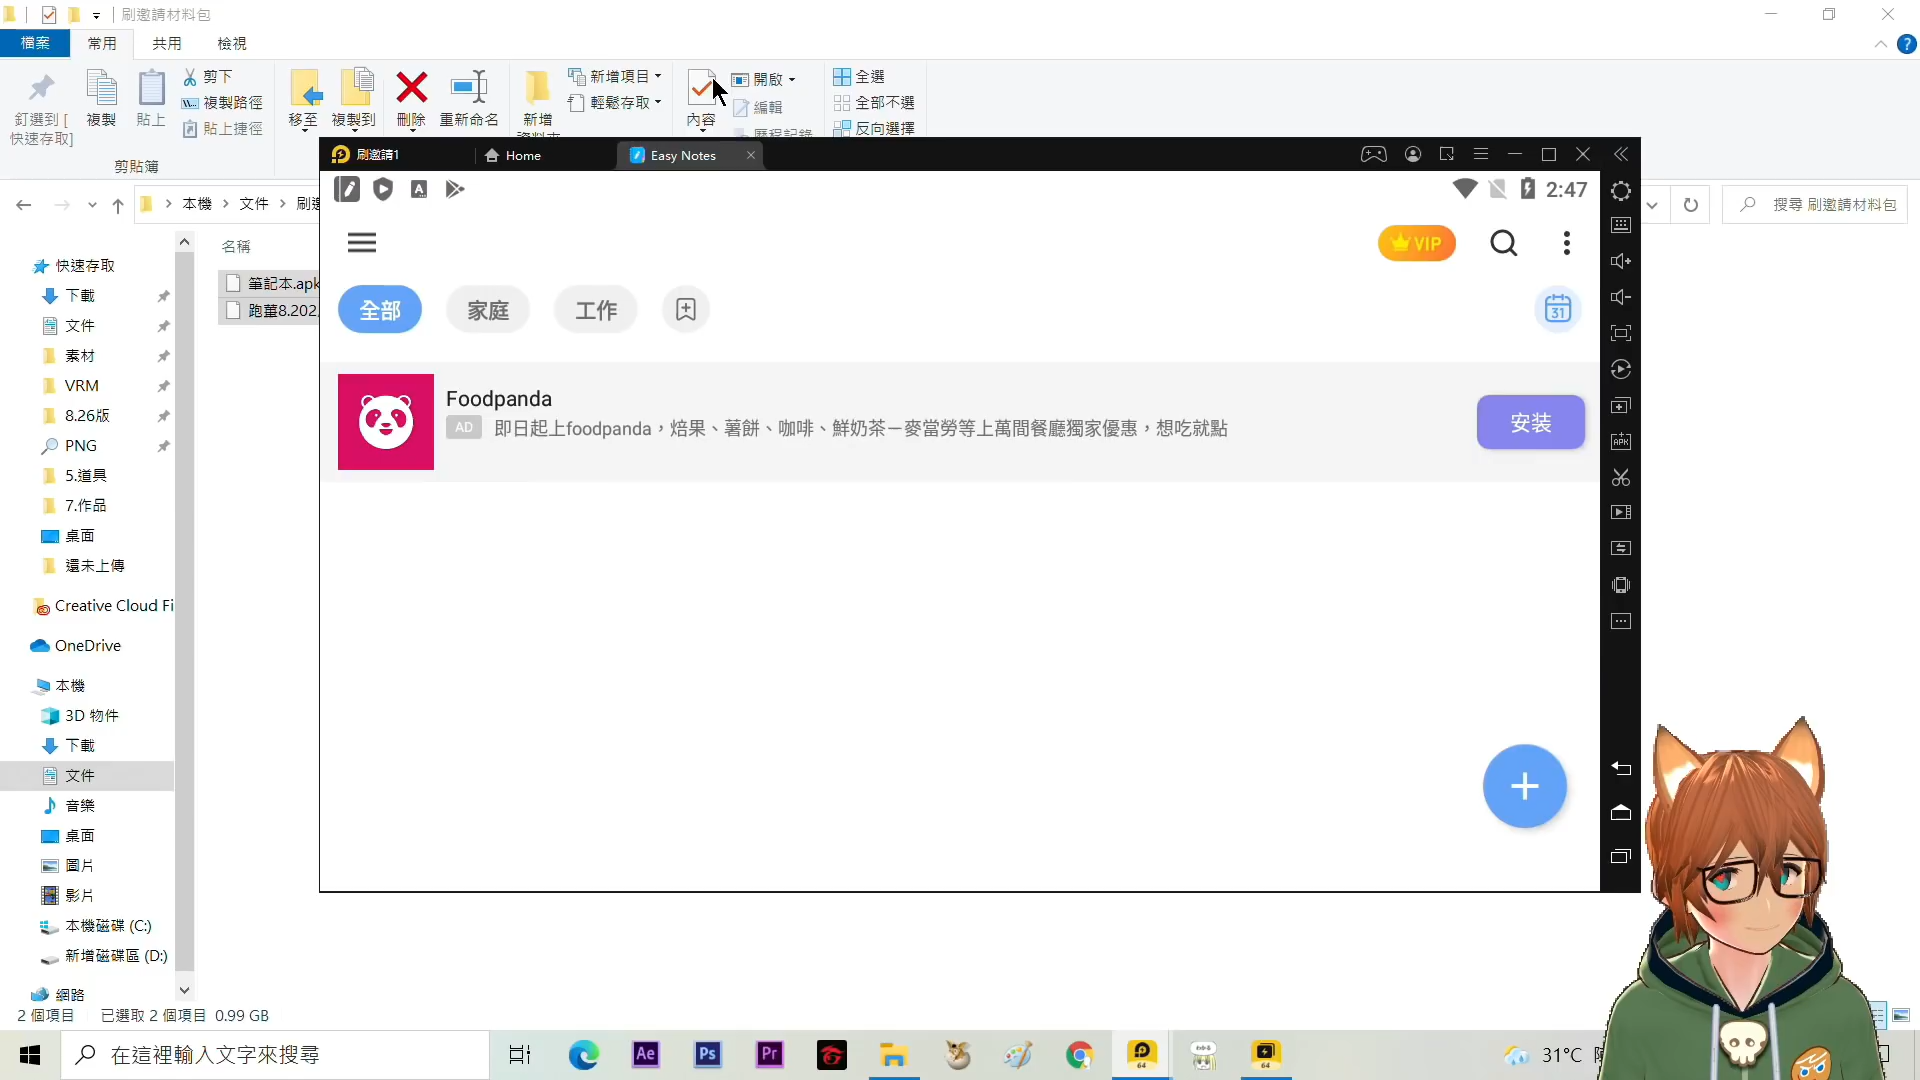 刷邀請材料包
檔案
常用
共用
檢視
釘選到 [
快速存取]
複製
貼上
剪下
複製路徑
貼上捷徑
剪貼簿
移至
複製到
刪除
重新命名
新增
新增項目
輕鬆存取
內容
開啟
編輯
歷程記錄
全選
全部不選
反向選擇
本機
文件
搜尋 刷邀請材料包
名稱
筆記本.apk
跑薑8.202
快速存取
下載
文件
素材
VRM
8.26版
PNG
5.道具
7.作品
桌面
還未上傳
Creative Cloud Fi
OneDrive
本機
3D 物件
下載
文件
音樂
桌面
圖片
影片
本機磁碟 (C:)
新增磁碟區 (D:)
網路
2 個項目
已選取 2 個項目 0.99 GB
刷邀請1
Home
Easy Notes
2:47
VIP
全部
家庭
工作
31
Foodpanda
AD
即日起上foodpanda，焙果、薯餅、咖啡、鮮奶茶－麥當勞等上萬間餐廳獨家優惠，想吃就點
安裝
APK
在這裡輸入文字來搜尋
Ae
Ps
Pr
64
64
31°C